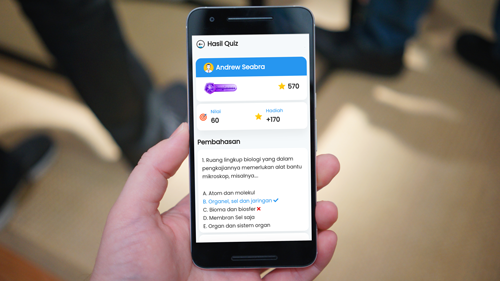 Hasil Quiz
Andrew Seabra
570
Nilai
60
Hadiah
+170
Pembahasan
1. Ruang lingkup biologi yang dalam
pengkajiannya memerlukan alat bantu
mikroskop, misalnya...
A. Atom dan molekul
B. Organel, sel dan jaringan
C. Bioma dan biosfer
D. Membran Sel saja
E. Organ dan sistem organ